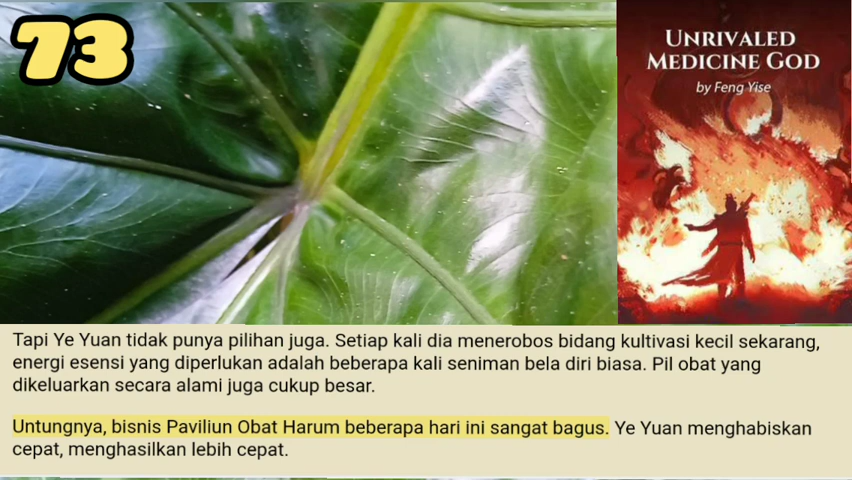 73
UNRIVALED
MEDICINE GOD
by Feng Yise
Tapi Ye Yuan tidak punya pilihan juga. Setiap kali dia menerobos bidang kultivasi kecil sekarang,
energi esensi yang diperlukan adalah beberapa kali seniman bela diri biasa. Pil obat yang
dikeluarkan secara alami juga cukup besar.
Untungnya, bisnis Paviliun Obat Harum beberapa hari ini sangat bagus. Ye Yuan menghabiskan
cepat, menghasilkan lebih cepat.